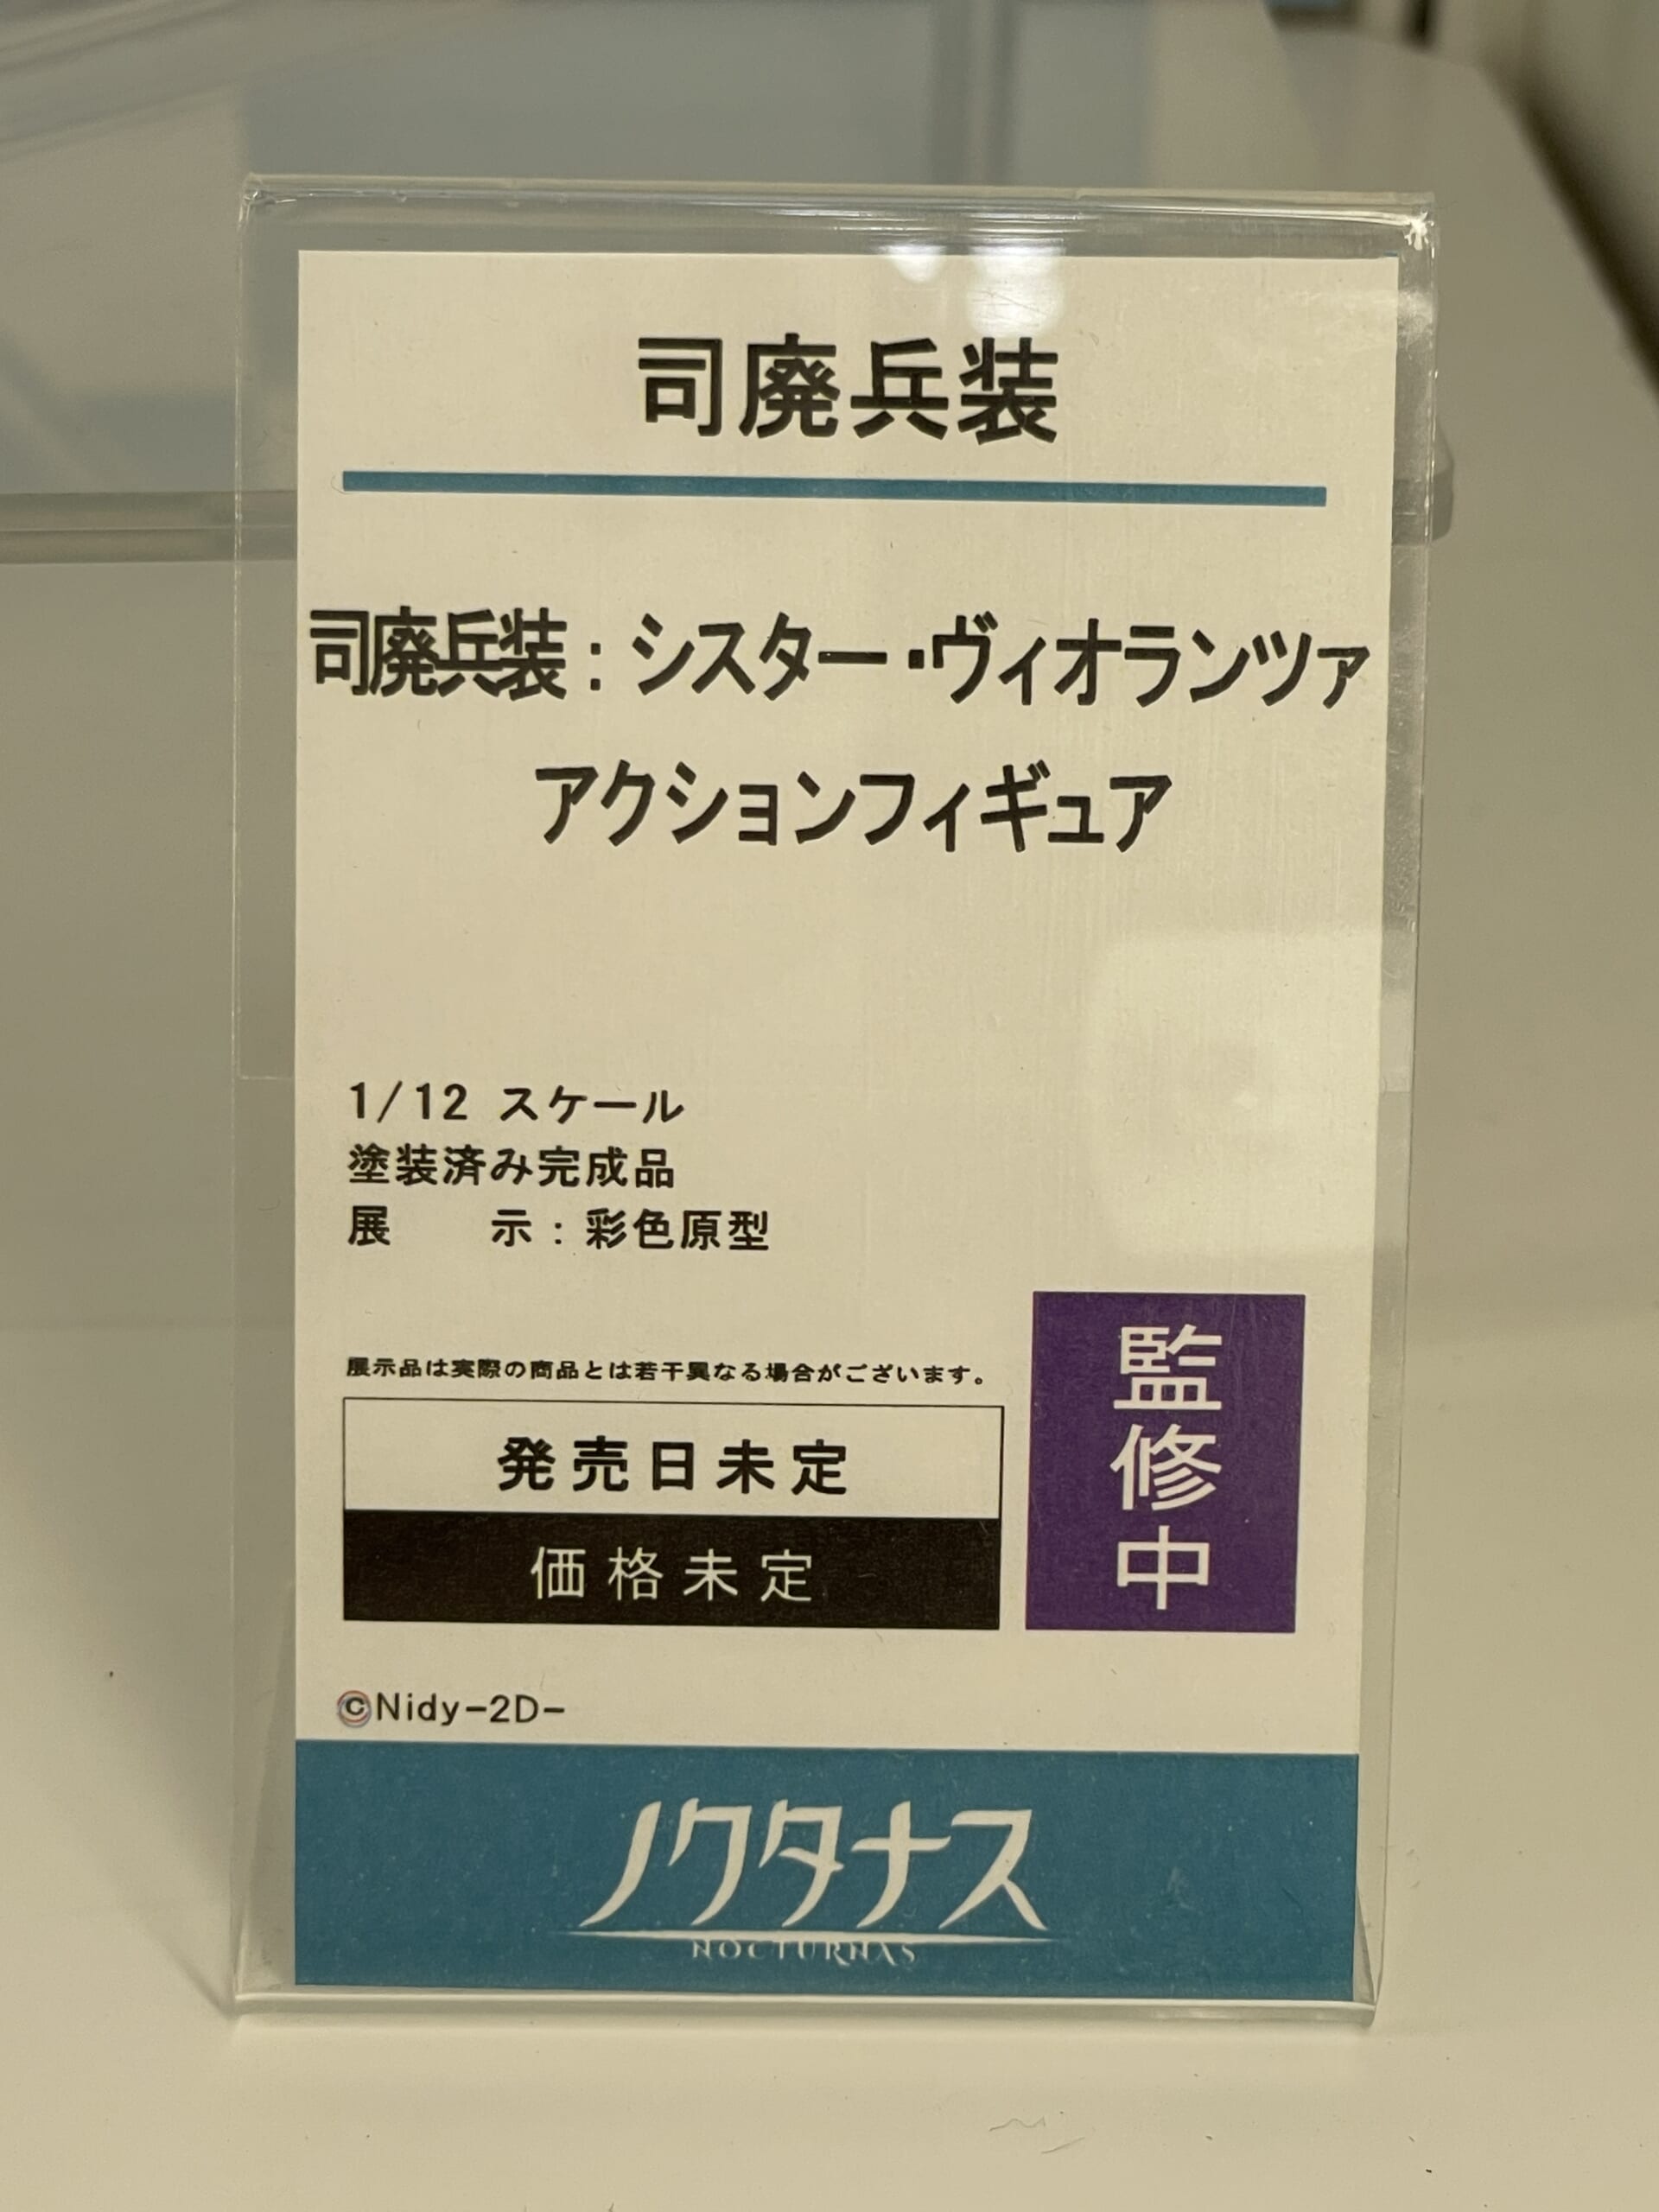 司廃兵装
司廃兵装:シスター・ヴィオランツァ
アクションフィギュア
1/12 スケール
塗装済み完成品
展　　示:彩色原型
展示品は実際の商品とは若干異なる場合がございます。
発売日未定
価格未定
監修中
©Nidy-2D-
ノクタナス
NOCTURNAS